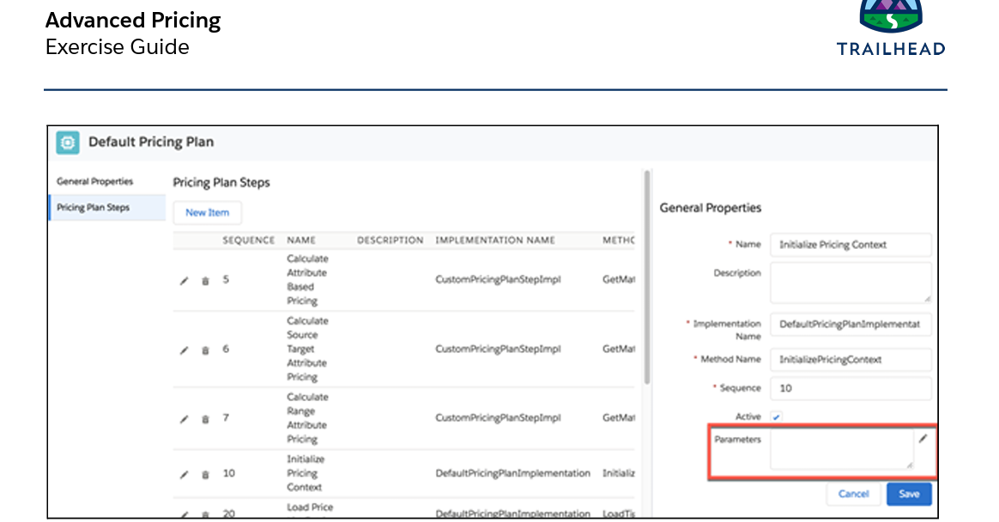 Advanced Pricing
Exercise Guide
TRAILHEAD
Default Pricing Plan
General Properties
Pricing Plan Steps
Pricing Plan Steps
New Item
SEQUENCE NAME DESCRIPTION IMPLEMENTATION NAME METHO
5 Calculate Attribute Based Pricing CustomPricingPlanStepImpl GetMat
6 Calculate Source Target Attribute Pricing CustomPricingPlanStepImpl GetMat
7 Calculate Range Attribute Pricing CustomPricingPlanStepImpl GetMat
10 Initialize Pricing Context DefaultPricingPlanImplementation Initializ
20 Load Price DefaultPricingPlanImplementation LoadTi
General Properties
* Name Initialize Pricing Context
Description
* Implementation Name DefaultPricingPlanImplementat
* Method Name InitializePricingContext
* Sequence 10
Active
Parameters
Cancel Save